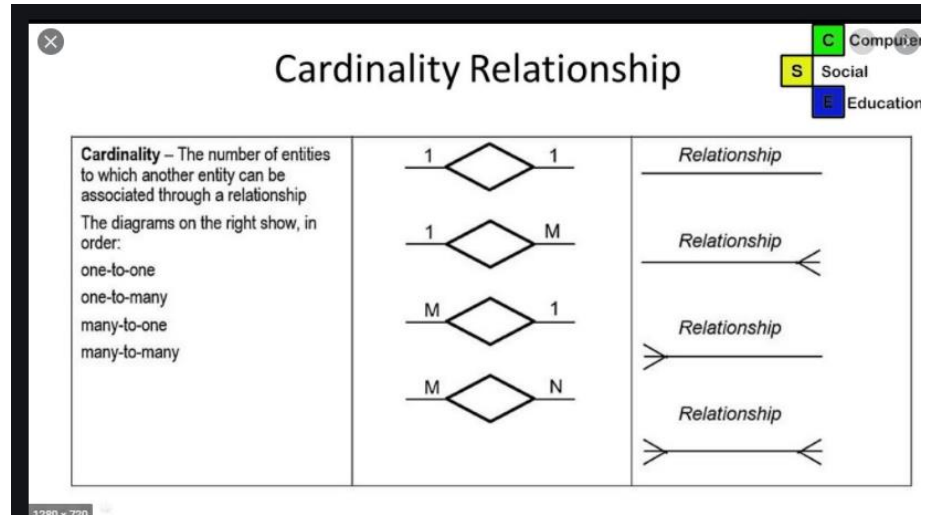 Cardinality Relationship
C
S Social
E Education
Cardinality – The number of entities
to which another entity can be
associated through a relationship
The diagrams on the right show, in
order:
one-to-one
one-to-many
many-to-one
many-to-many
1 1
1 M
M 1
M N
Relationship
Relationship
Relationship
Relationship